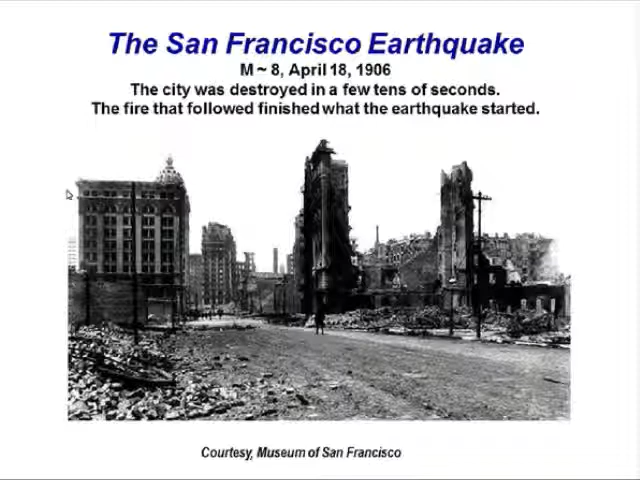 The San Francisco Earthquake
M ~ 8, April 18, 1906
The city was destroyed in a few tens of seconds.
The fire that followed finished what the earthquake started.
Courtesy, Museum of San Francisco